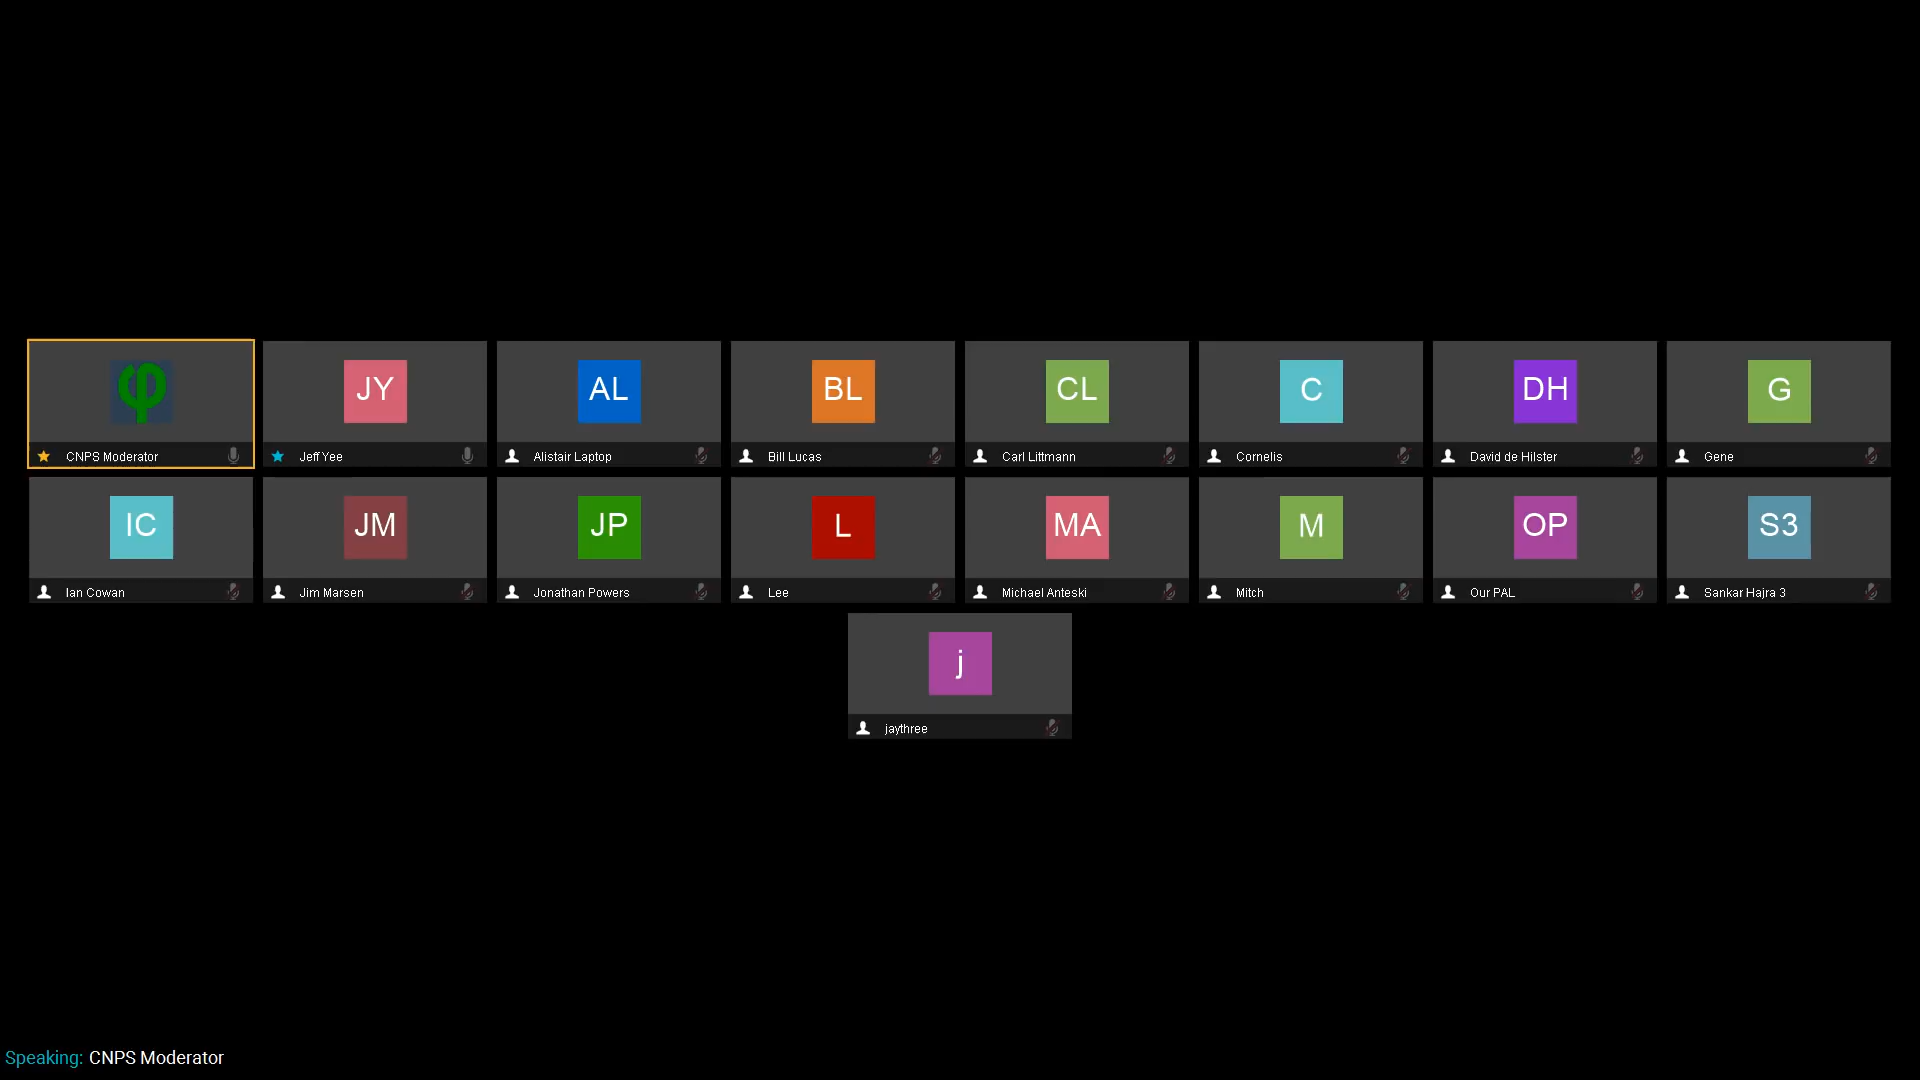 φ
JY
AL
BL
CL
C
DH
G
CNPS Moderator
Jeff Yee
Alistair Laptop
Bill Lucas
Carl Littmann
Cornelis
David de Hilster
Gene
IC
JM
JP
L
MA
M
OP
S3
Ian Cowan
Jim Marsen
Jonathan Powers
Lee
Michael Anteski
Mitch
Our PAL
Sankar Hajra 3
j
jaythree
Speaking: CNPS Moderator